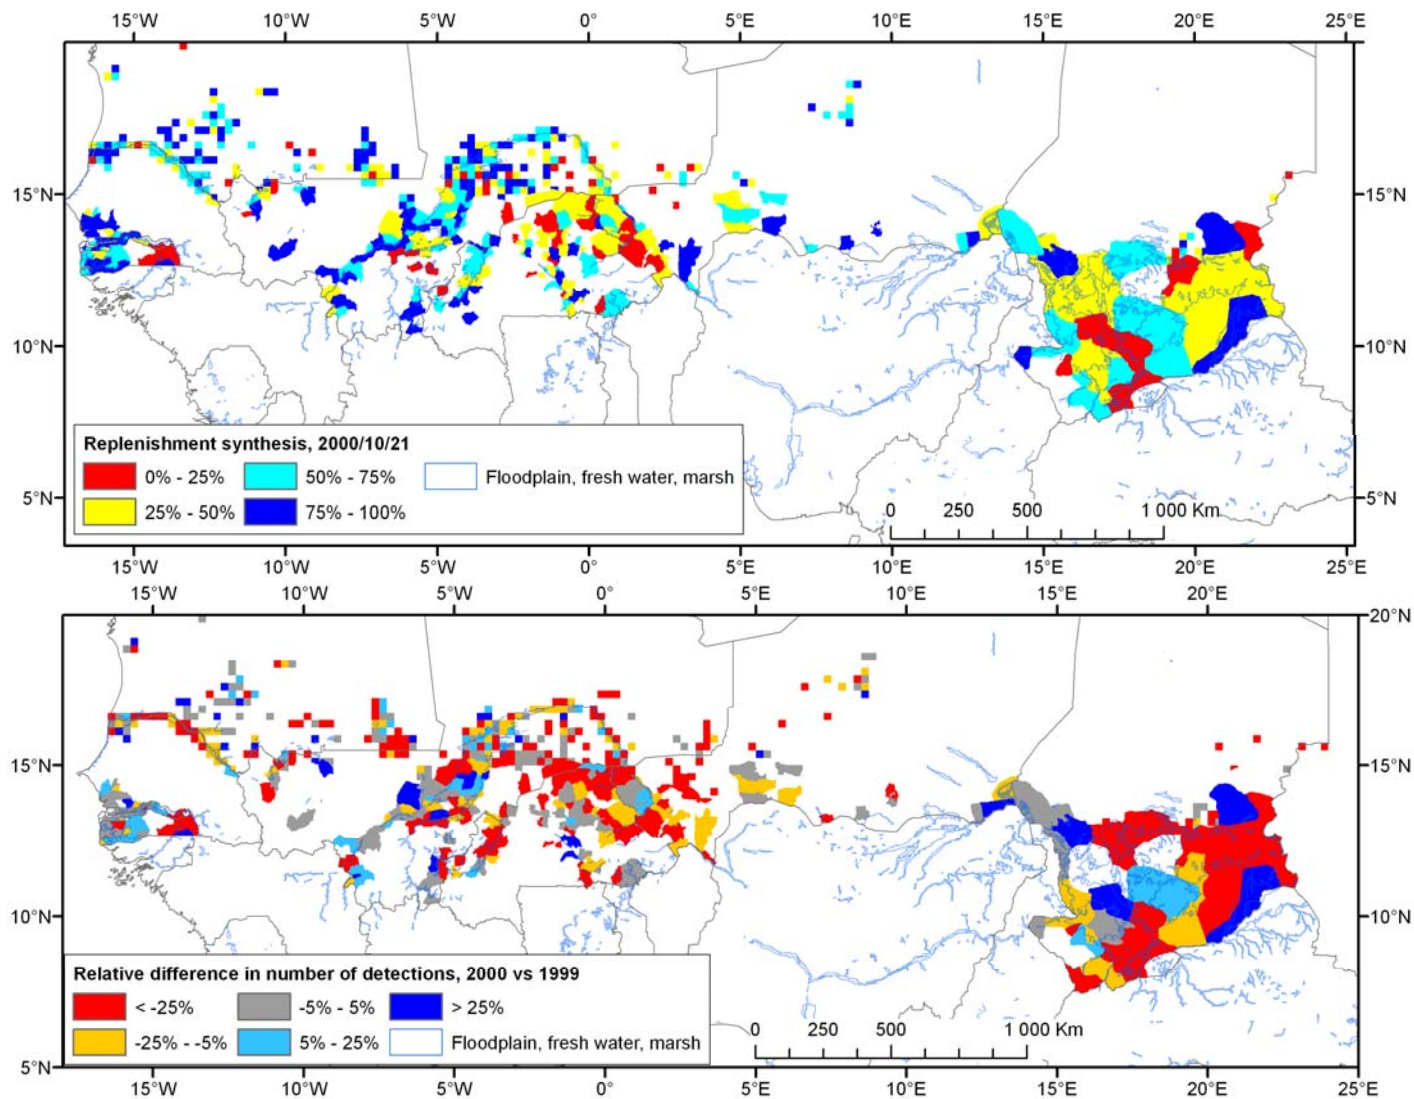 15°W 10°W 5°W 0° 5°E 10°E 15°E 20°E 25°E
15°N 15°N
10°N 10°N
5°N 5°N
Replenishment synthesis, 2000/10/21
0% - 25% 50% - 75% Floodplain, fresh water, marsh
25% - 50% 75% - 100%
0 250 500 1 000 Km
15°W 10°W 5°W 0° 5°E 10°E 15°E 20°E 25°E
15°W 10°W 5°W 0° 5°E 10°E 15°E 20°E
20°N
15°N 15°N
10°N 10°N
5°N 5°N
Relative difference in number of detections, 2000 vs 1999
< -25% -5% - 5% > 25%
-25% - -5% 5% - 25% Floodplain, fresh water, marsh
0 250 500 1 000 Km
15°W 10°W 5°W 0° 5°E 10°E 15°E 20°E 25°E